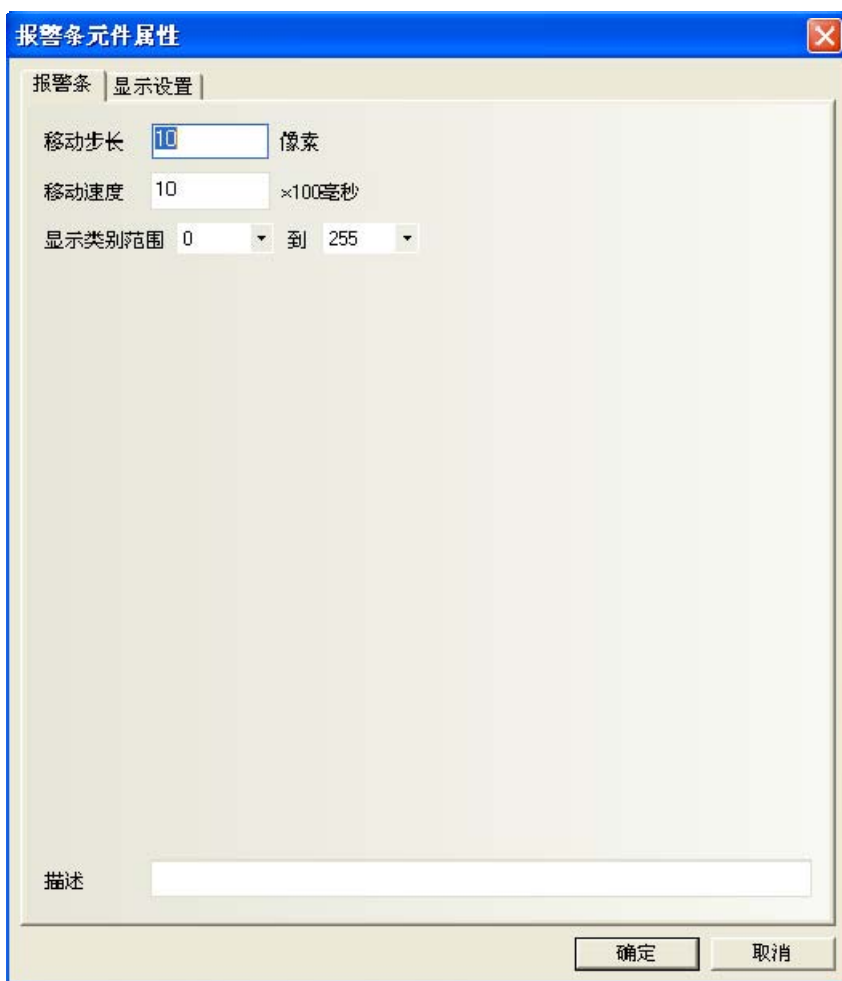 报警条元件属性
报警条 显示设置
移动步长 10 像素
移动速度 10 ×100毫秒
显示类别范围 0 到 255
描述
确定 取消